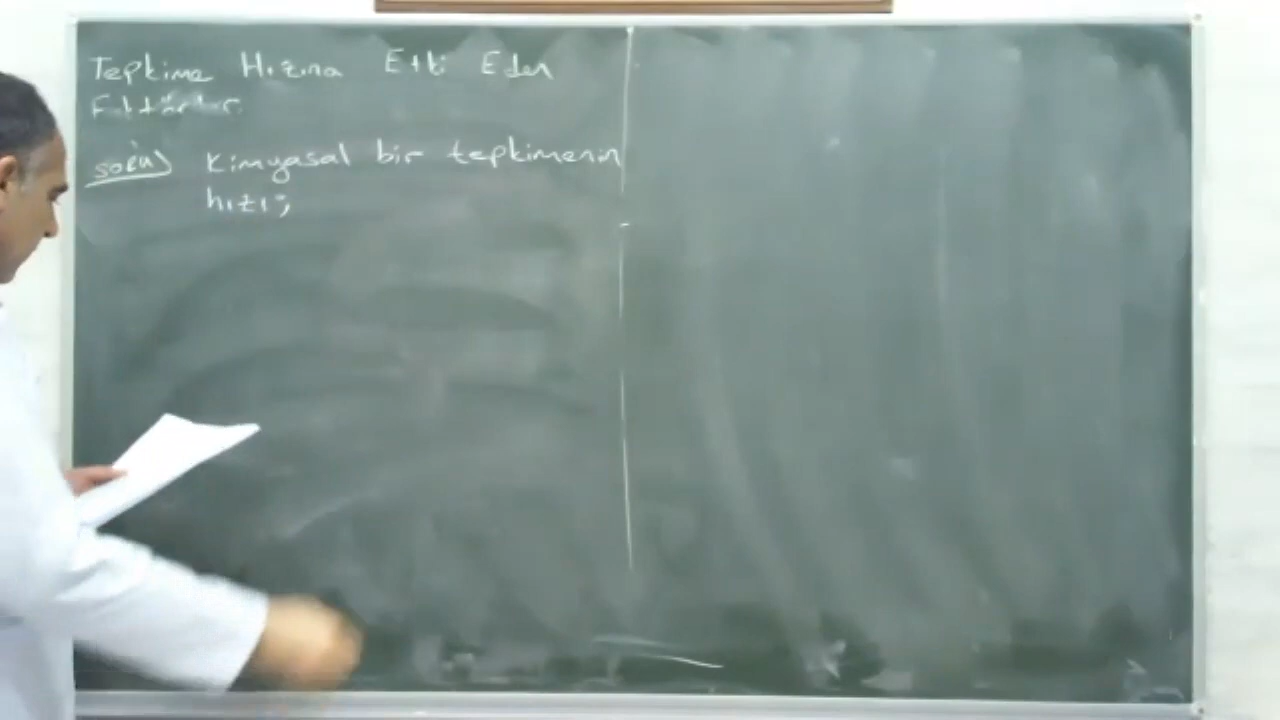 Tepkime Hızına Etki Eden
Faktörler
soru) Kimyasal bir tepkimenin
hızı;